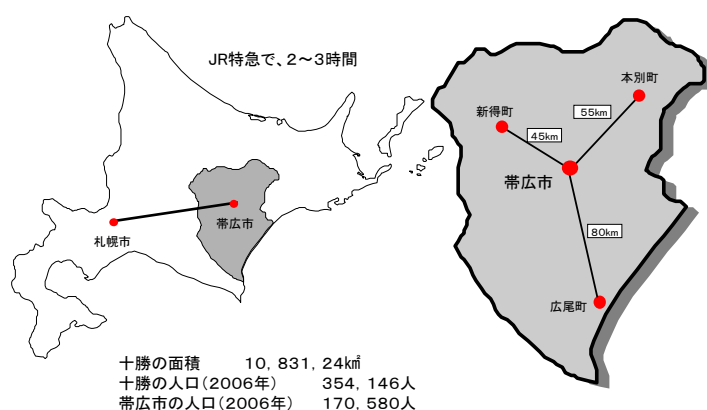 JR特急で、2～3時間
札幌市
帯広市
本別町
新得町
55km
45km
帯広市
80km
広尾町
十勝の面積 10,831,24㎢
十勝の人口(2006年) 354,146人
帯広市の人口(2006年) 170,580人